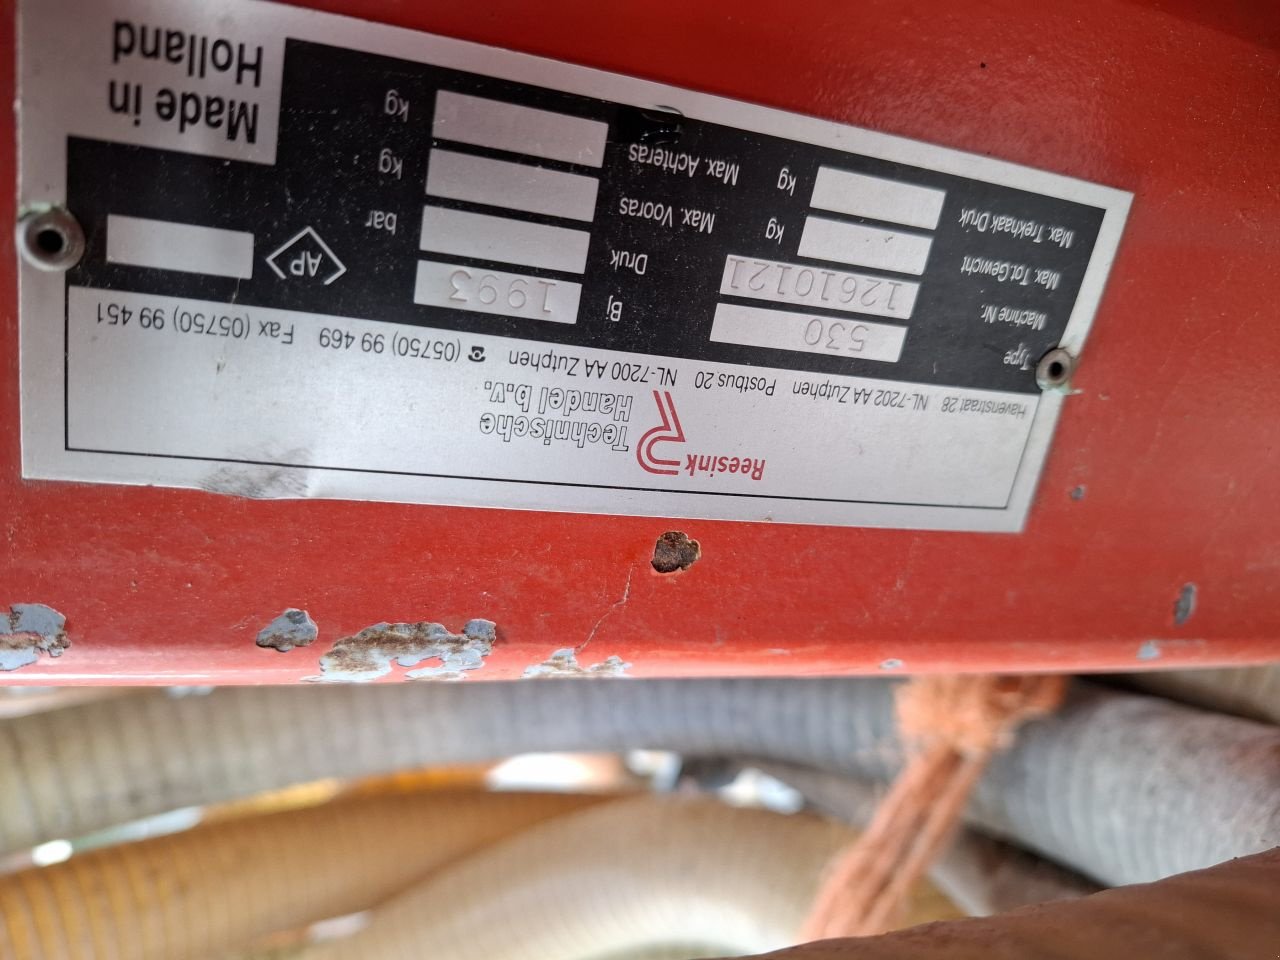 Reesink
Technische
Handel b.v.
Havenstraat 28 NL-7202 AA Zutphen Postbus 20 NL-7200 AA Zutphen ☎ (05750) 99 469 Fax (05750) 99 451
Type 530
Machine Nr. 12610121
Max. Tot.Gewicht kg
Max. Trekhaak Druk kg
Bj 1993
Druk bar
Max. Vooras kg
Max. Achteras kg
AP
Made in
Holland